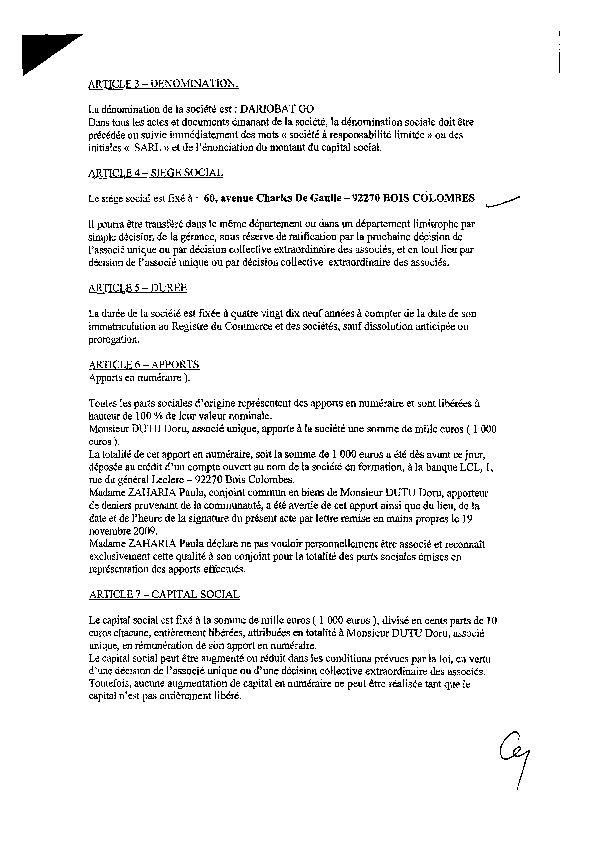 ARTICLE 3 – DENOMINATION.
La dénomination de la société est : DARIOBAT GO
Dans tous les actes et documents émanant de la société, la dénomination sociale doit être
précédée ou suivie immédiatement des mots « société à responsabilité limitée » ou des
initiales « SARL » et de l'énonciation du montant du capital social.
ARTICLE 4 – SIEGE SOCIAL
Le siège social est fixé à : 60, avenue Charles De Gaulle – 92270 BOIS COLOMBES
Il pourra être transféré dans le même département ou dans un département limitrophe par
simple décision de la gérance, sous réserve de ratification par la prochaine décision de
l'associé unique ou par décision collective extraordinaire des associés, et en tout lieu par
décision de l'associé unique ou par décision collective extraordinaire des associés.
ARTICLE 5 – DUREE
La durée de la société est fixée à quatre vingt dix neuf années à compter de la date de son
immatriculation au Registre du Commerce et des sociétés, sauf dissolution anticipée ou
prorogation.
ARTICLE 6 – APPORTS
Apports en numéraire ).
Toutes les parts sociales d'origine représentent des apports en numéraire et sont libérées à
hauteur de 100 % de leur valeur nominale.
Monsieur DUTU Doru, associé unique, apporte à la société une somme de mille euros ( 1 000
euros ).
La totalité de cet apport en numéraire, soit la somme de 1 000 euros a été dès avant ce jour,
déposée au crédit d'un compte ouvert au nom de la société en formation, à la banque LCL, 1,
rue du général Leclerc – 92270 Bois Colombes.
Madame ZAHARIA Paula, conjoint commun en biens de Monsieur DUTU Doru, apporteur
de deniers provenant de la communauté, a été avertie de cet apport ainsi que du lieu, de la
date et de l'heure de la signature du présent acte par lettre remise en mains propres le 19
novembre 2009.
Madame ZAHARIA Paula déclare ne pas vouloir personnellement être associé et reconnaît
exclusivement cette qualité à son conjoint pour la totalité des parts sociales émises en
représentation des apports effectués.
ARTICLE 7 – CAPITAL SOCIAL
Le capital social est fixé à la somme de mille euros ( 1 000 euros ), divisé en cents parts de 10
euros chacune, entièrement libérées, attribuées en totalité à Monsieur DUTU Doru, associé
unique, en rémunération de son apport en numéraire.
Le capital social peut être augmenté ou réduit dans les conditions prévues par la loi, en vertu
d'une décision de l'associé unique ou d'une décision collective extraordinaire des associés.
Toutefois, aucune augmentation de capital en numéraire ne peut être réalisée tant que le
capital n'est pas entièrement libéré.